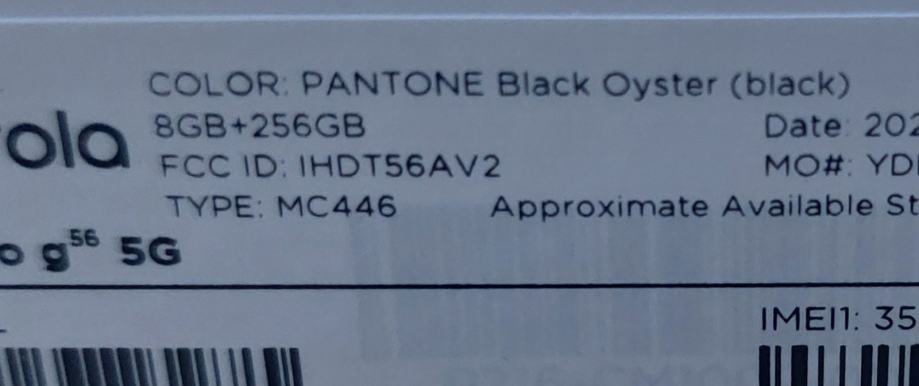 COLOR: PANTONE Black Oyster (black)
ola 8GB+256GB Date: 202
FCC ID: IHDT56AV2 MO#: YD
TYPE: MC446 Approximate Available St
o g56 5G
IMEI1: 35